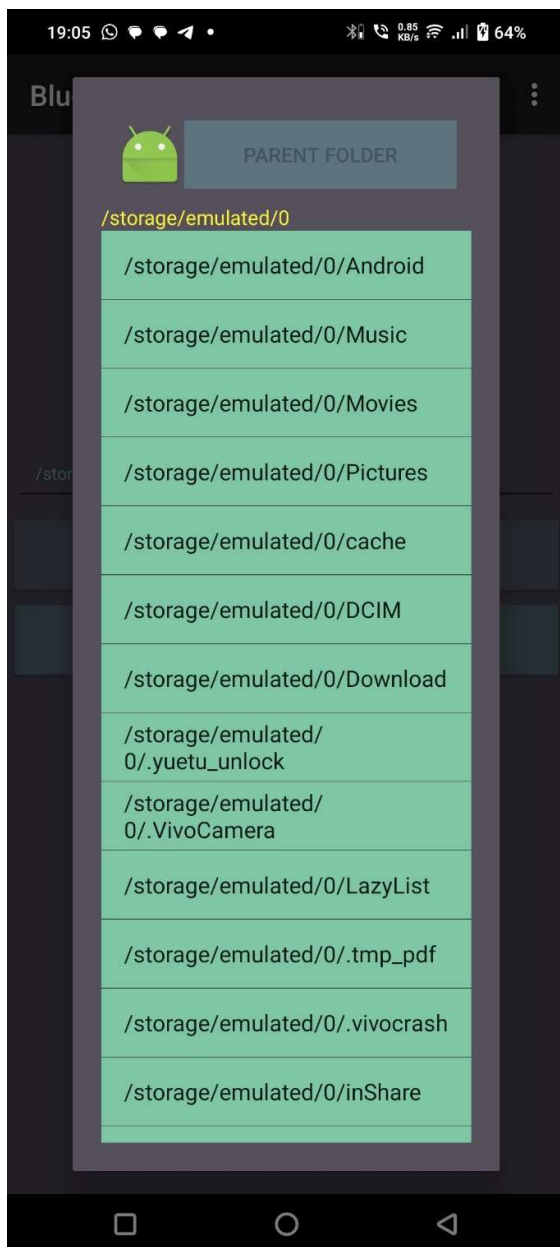 19:05
0.85
KB/s
64%
Blu
PARENT FOLDER
/storage/emulated/0
/storage/emulated/0/Android
/storage/emulated/0/Music
/storage/emulated/0/Movies
/storage/emulated/0/Pictures
/stor
/storage/emulated/0/cache
/storage/emulated/0/DCIM
/storage/emulated/0/Download
/storage/emulated/
0/.yuetu_unlock
/storage/emulated/
0/.VivoCamera
/storage/emulated/0/LazyList
/storage/emulated/0/.tmp_pdf
/storage/emulated/0/.vivocrash
/storage/emulated/0/inShare